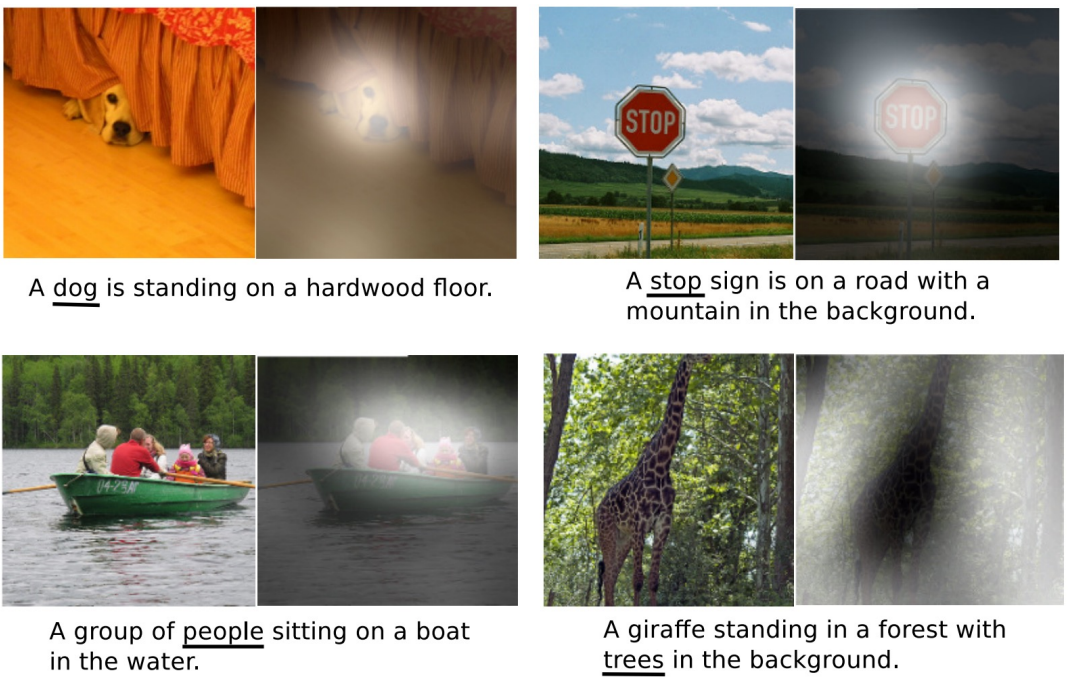 STOP
STOP
A dog is standing on a hardwood floor.
A stop sign is on a road with a
mountain in the background.
A group of people sitting on a boat
in the water.
A giraffe standing in a forest with
trees in the background.